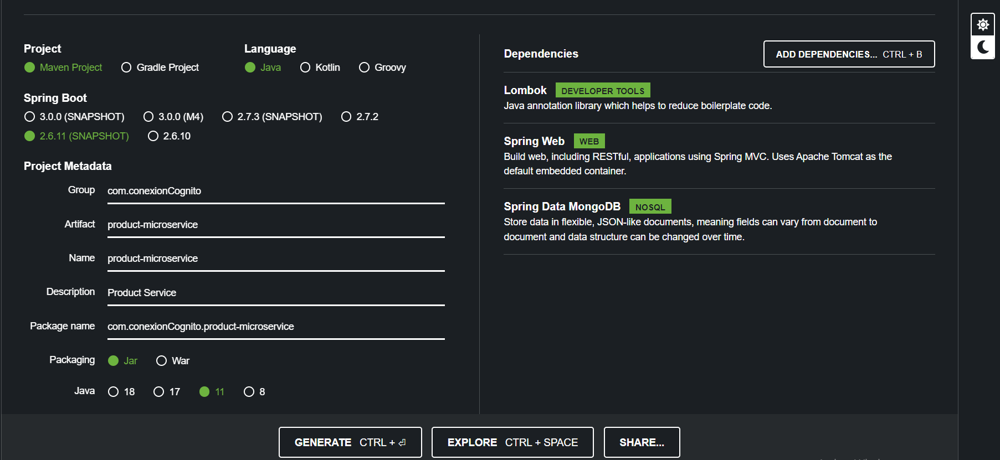 Project
Maven Project Gradle Project
Language
Java Kotlin Groovy
Spring Boot
3.0.0 (SNAPSHOT) 3.0.0 (M4) 2.7.3 (SNAPSHOT) 2.7.2
2.6.11 (SNAPSHOT) 2.6.10
Project Metadata
Group com.conexionCognito
Artifact product-microservice
Name product-microservice
Description Product Service
Package name com.conexionCognito.product-microservice
Packaging Jar War
Java 18 17 11 8
Dependencies ADD DEPENDENCIES... CTRL + B
Lombok DEVELOPER TOOLS
Java annotation library which helps to reduce boilerplate code.
Spring Web WEB
Build web, including RESTful, applications using Spring MVC. Uses Apache Tomcat as the
default embedded container.
Spring Data MongoDB NOSQL
Store data in flexible, JSON-like documents, meaning fields can vary from document to
document and data structure can be changed over time.
GENERATE CTRL + ⏎ EXPLORE CTRL + SPACE SHARE...